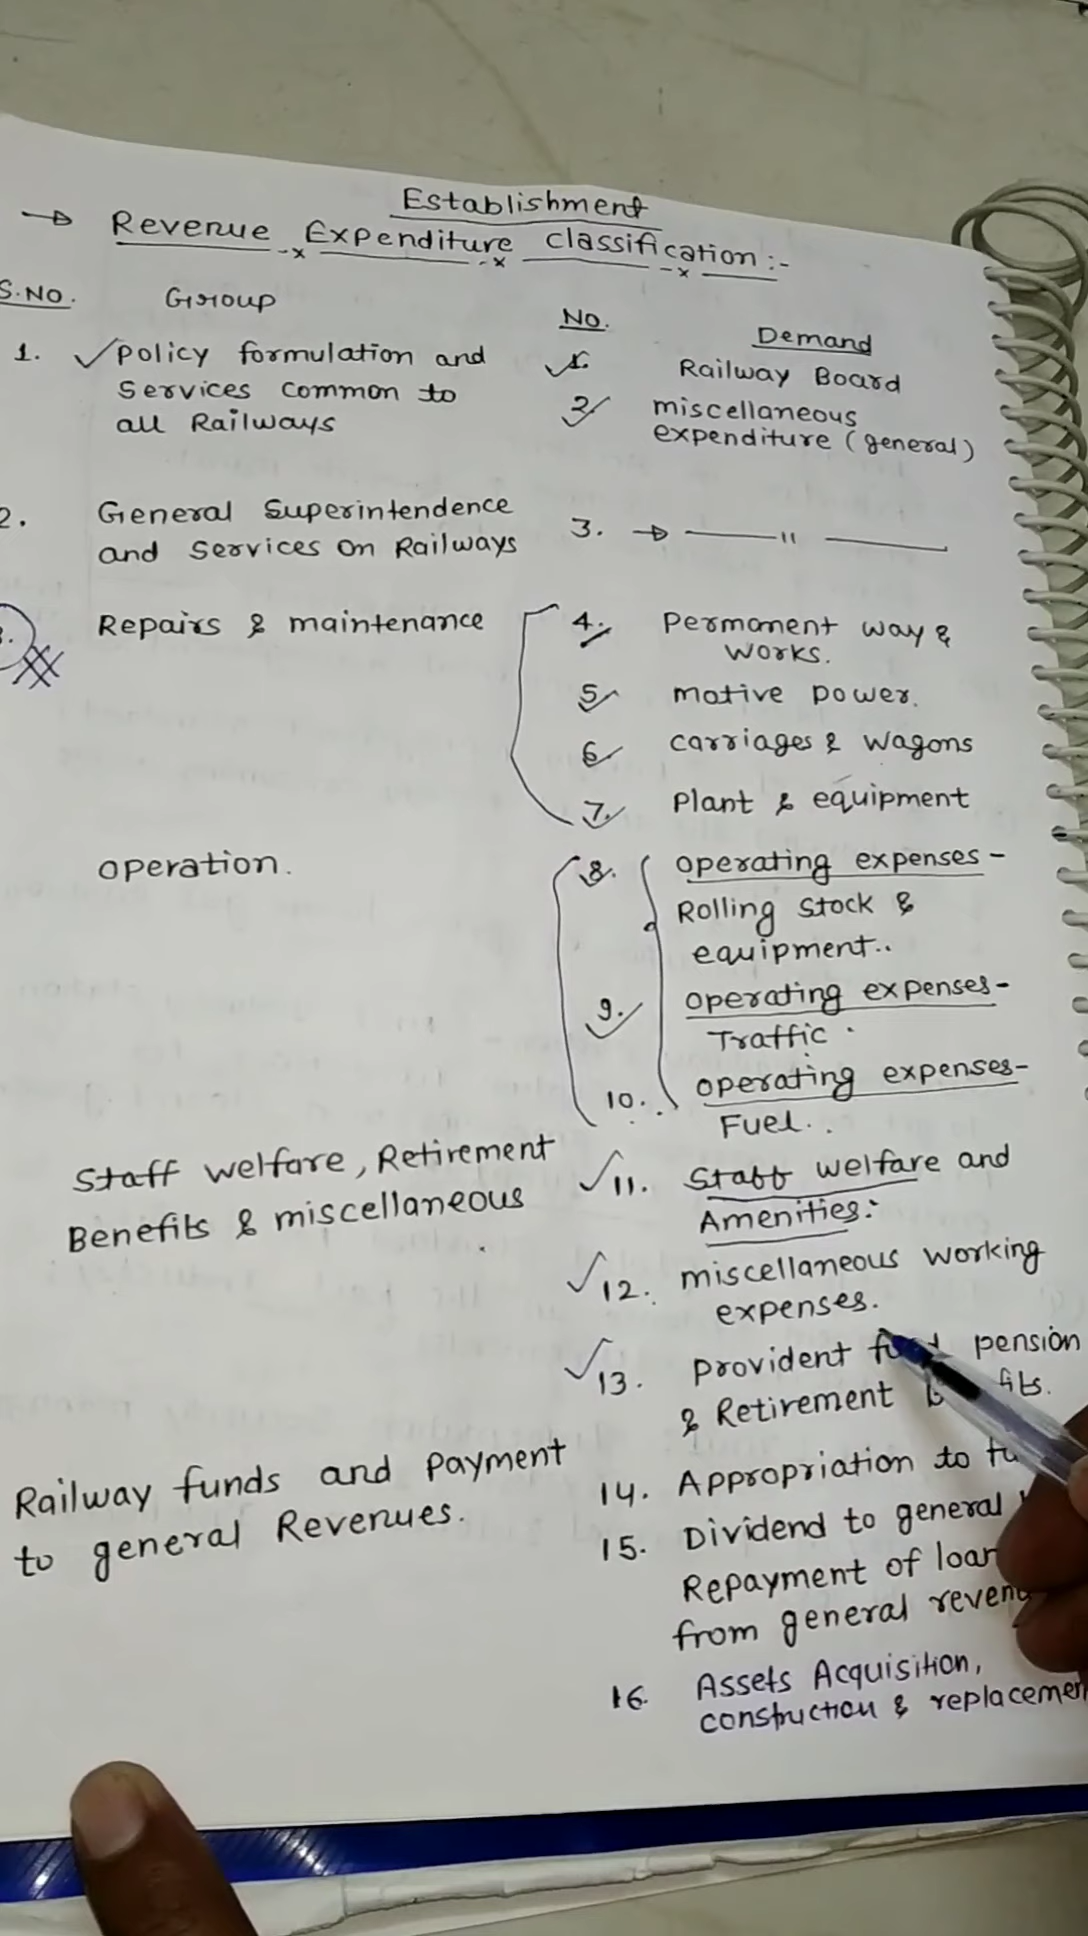 Establishment
Revenue Expenditure classification:-
S.NO. Group No. Demand
1. policy formulation and 1. Railway Board
services common to 2 miscellaneous
all Railways expenditure (general)
2. General Superintendence 3. — " —
and services on Railways
3. Repairs & maintenance 4. Permanent way &
works.
5 motive power.
6 carriages & wagons
7. Plant & equipment
operation. 8. operating expenses-
Rolling stock &
equipment..
9. operating expenses-
Traffic.
10. operating expenses-
Fuel..
Staff welfare, Retirement 11. Staff welfare and
Benefits & miscellaneous Amenities:
12. miscellaneous working
expenses.
13. provident pension
& Retirement
Railway funds and payment 14. Appropriation to
to general Revenues. 15. Dividend to general
Repayment of
from general
16. Assets Acquisition,
construction &